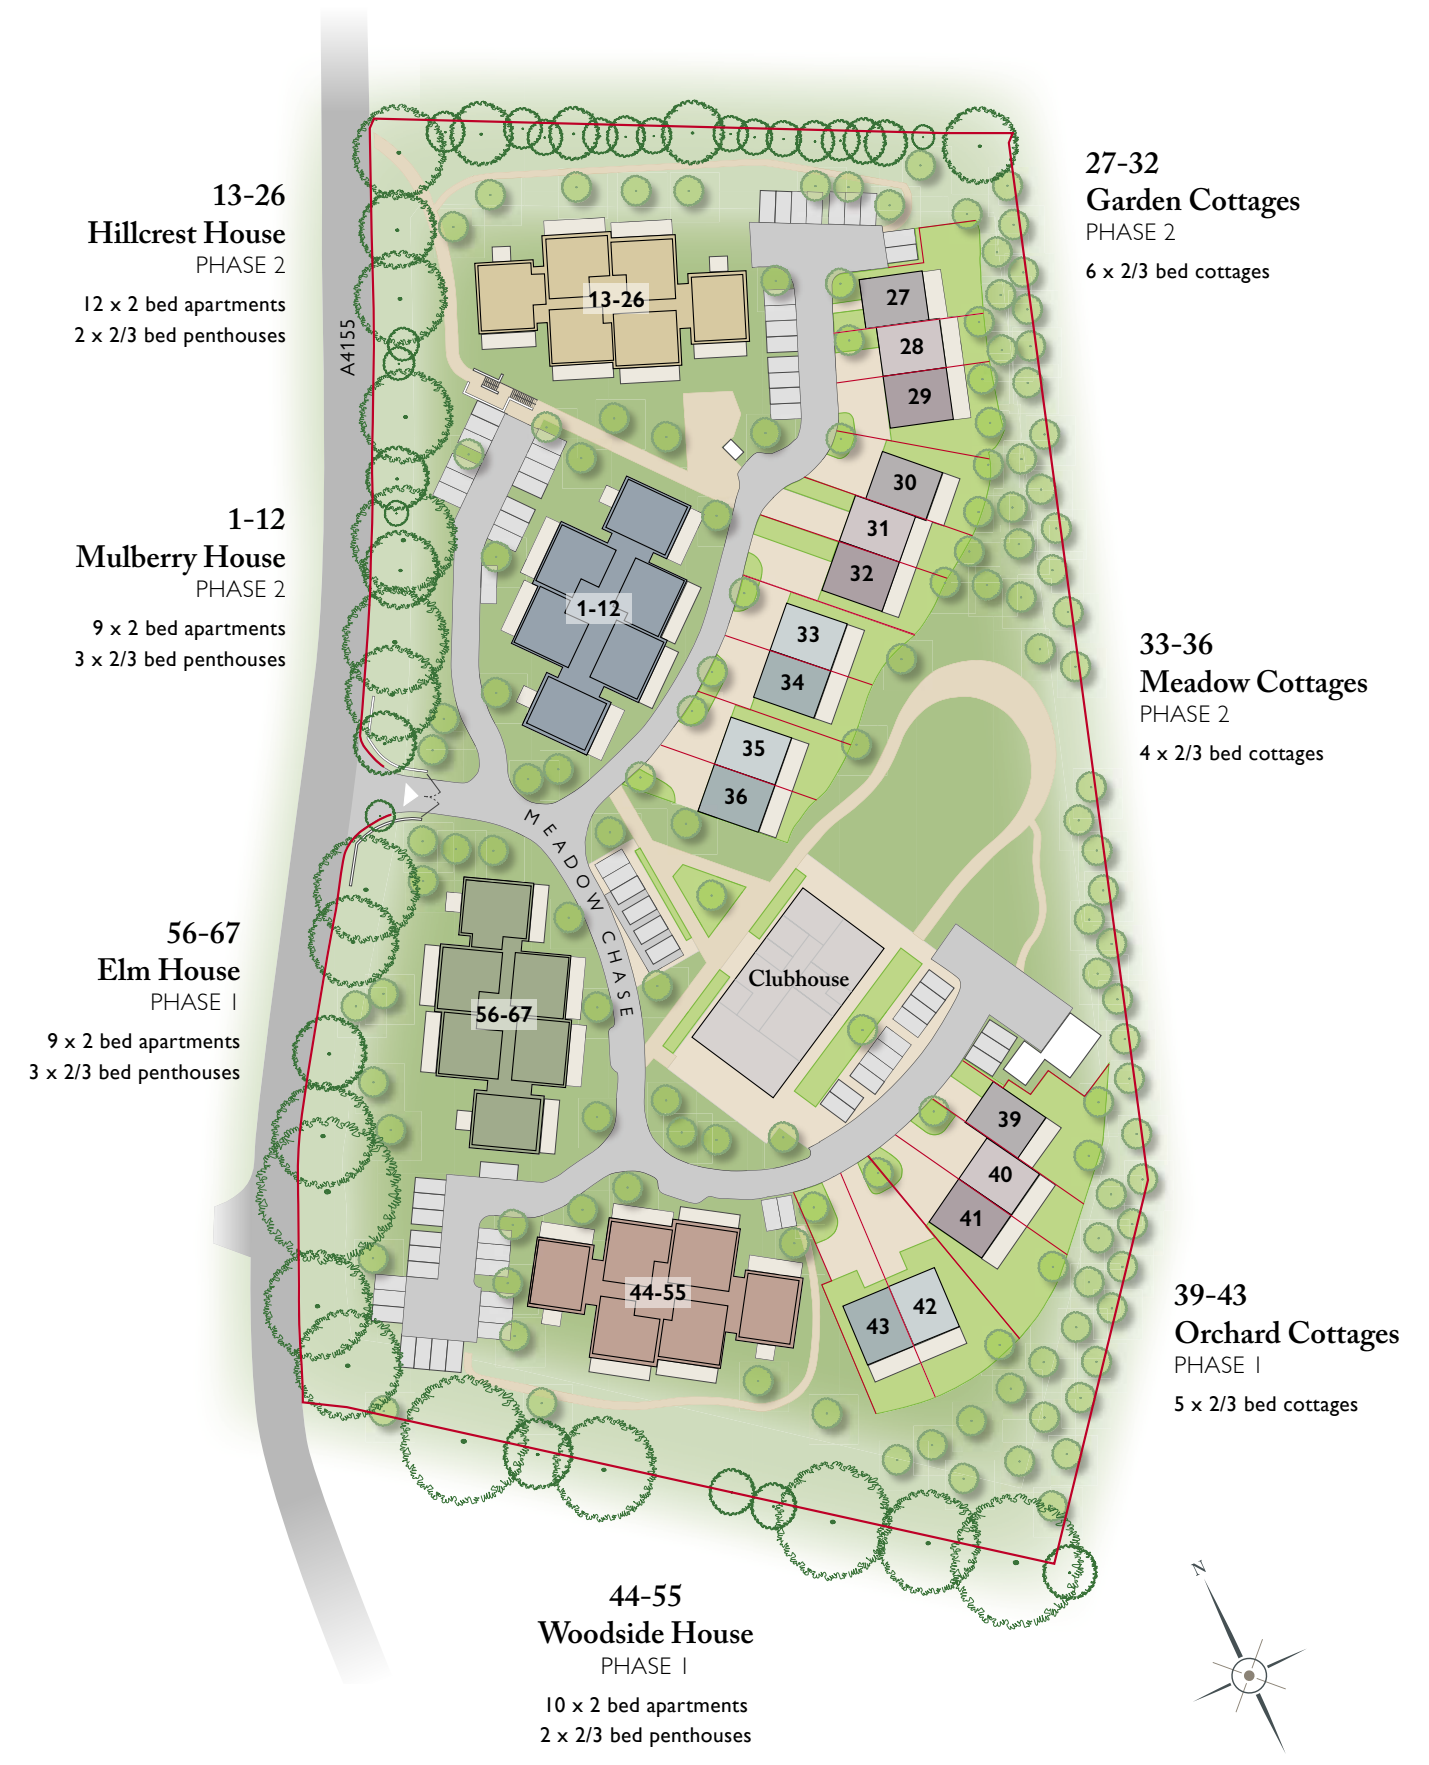 13-26
Hillcrest House
PHASE 2
12 x 2 bed apartments
2 x 2/3 bed penthouses
27-32
Garden Cottages
PHASE 2
6 x 2/3 bed cottages
A4155
13-26
27
28
29
30
31
32
1-12
Mulberry House
PHASE 2
9 x 2 bed apartments
3 x 2/3 bed penthouses
1-12
33
34
35
36
33-36
Meadow Cottages
PHASE 2
4 x 2/3 bed cottages
MEADOW CHASE
56-67
Elm House
PHASE 1
9 x 2 bed apartments
3 x 2/3 bed penthouses
56-67
Clubhouse
39
40
41
42
43
44-55
39-43
Orchard Cottages
PHASE 1
5 x 2/3 bed cottages
44-55
Woodside House
PHASE 1
10 x 2 bed apartments
2 x 2/3 bed penthouses
N